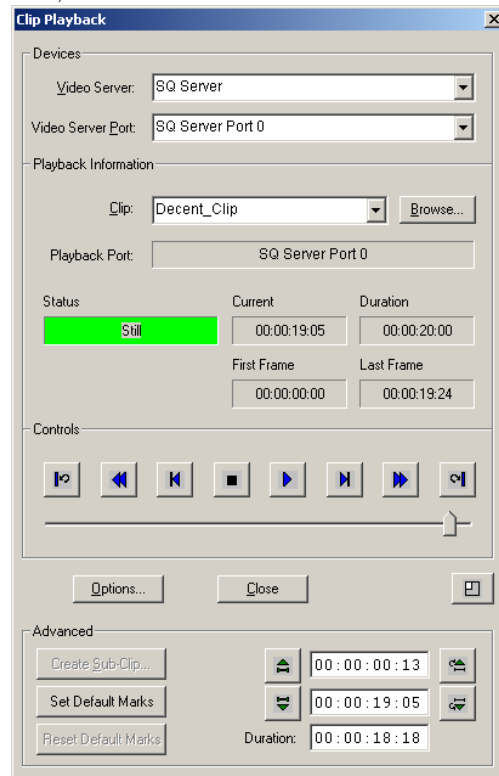 Clip Playback
Devices
Video Server: SQ Server
Video Server Port: SQ Server Port 0
Playback Information
Clip: Decent_Clip Browse...
Playback Port: SQ Server Port 0
Status Current Duration
Still 00:00:19:05 00:00:20:00
First Frame Last Frame
00:00:00:00 00:00:19:24
Controls
Options... Close
Advanced
Create Sub-Clip... 00:00:00:13
Set Default Marks 00:00:19:05
Reset Default Marks Duration: 00:00:18:18